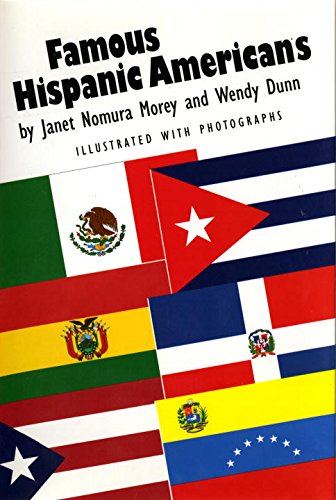 Famous
Hispanic Americans
by Janet Nomura Morey and Wendy Dunn
ILLUSTRATED WITH PHOTOGRAPHS